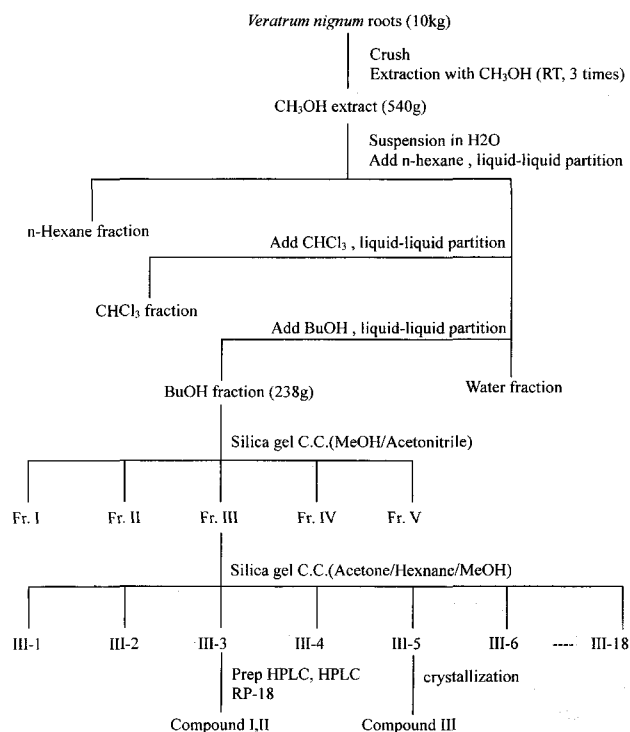 Veratrum nignum roots (10kg)
Crush
Extraction with CH₃OH (RT, 3 times)
CH₃OH extract (540g)
Suspension in H2O
Add n-hexane , liquid-liquid partition
n-Hexane fraction
Add CHCl₃ , liquid-liquid partition
CHCl₃ fraction
Add BuOH , liquid-liquid partition
BuOH fraction (238g)
Water fraction
Silica gel C.C.(MeOH/Acetonitrile)
Fr. I Fr. II Fr. III Fr. IV Fr. V
Silica gel C.C.(Acetone/Hexnane/MeOH)
III-1 III-2 III-3 III-4 III-5 III-6 ---- III-18
Prep HPLC, HPLC
RP-18
crystallization
Compound I,II Compound III